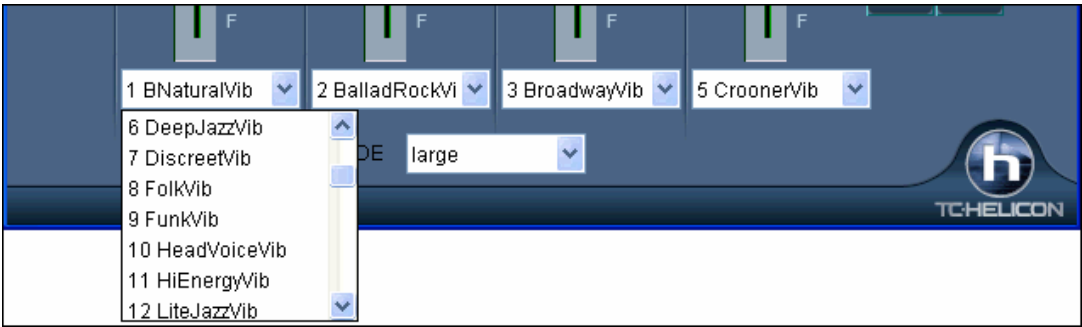 F F F F
1 BNaturalVib 2 BalladRockVi 3 BroadwayVib 5 CroonerVib
6 DeepJazzVib
7 DiscreetVib
DE large
8 FolkVib
9 FunkVib
10 HeadVoiceVib
11 HiEnergyVib
12 LiteJazzVib
h
TC·HELICON